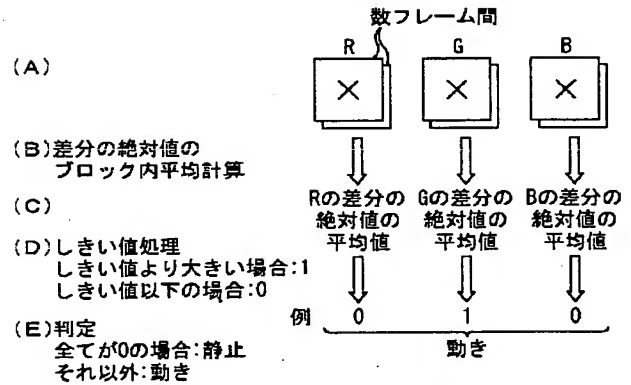 数フレーム間
R G B
(A)
(B)差分の絶対値の
ブロック内平均計算
(C)
Rの差分の 絶対値の 平均値
Gの差分の 絶対値の 平均値
Bの差分の 絶対値の 平均値
(D)しきい値処理
しきい値より大きい場合:1
しきい値以下の場合:0
例 0 1 0
(E)判定
全てが0の場合:静止
それ以外:動き
動き